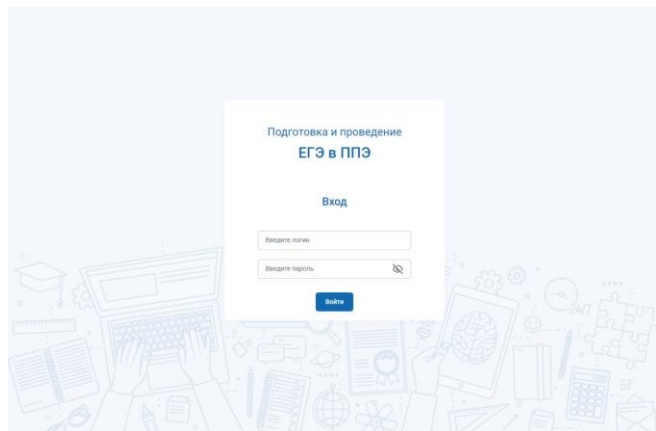 Подготовка и проведение
ЕГЭ в ППЭ
Вход
Введите логин
Введите пароль
Войти